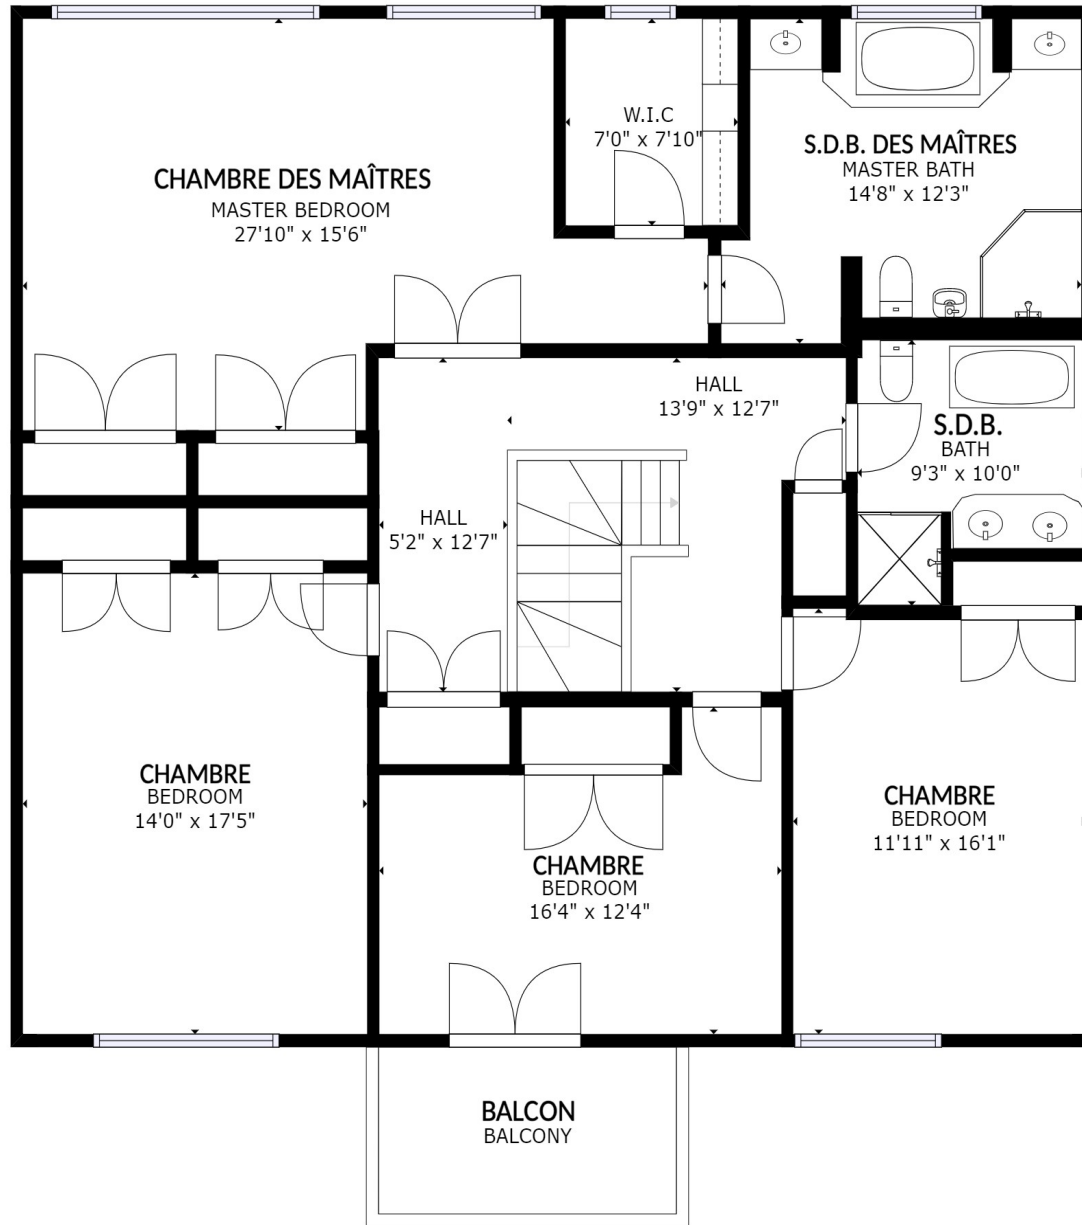 W.I.C
7'0" x 7'10"
S.D.B. DES MAÎTRES
MASTER BATH
14'8" x 12'3"
CHAMBRE DES MAÎTRES
MASTER BEDROOM
27'10" x 15'6"
HALL
13'9" x 12'7"
S.D.B.
BATH
9'3" x 10'0"
HALL
5'2" x 12'7"
CHAMBRE
BEDROOM
14'0" x 17'5"
CHAMBRE
BEDROOM
16'4" x 12'4"
CHAMBRE
BEDROOM
11'11" x 16'1"
BALCON
BALCONY